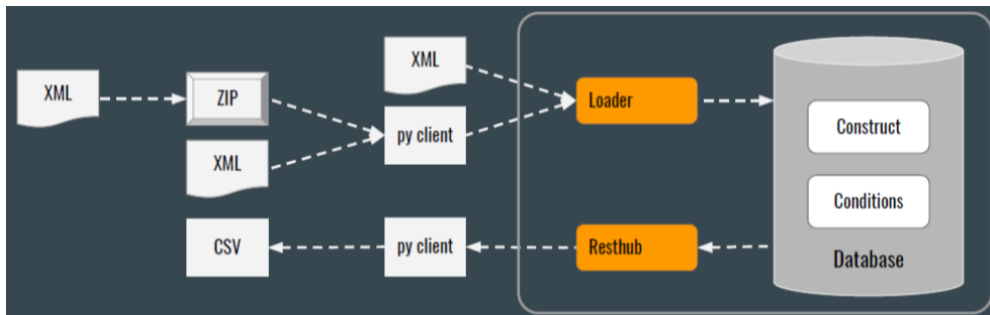 XML
XML
ZIP
Loader
Construct
py client
XML
Conditions
CSV
py client
Resthub
Database